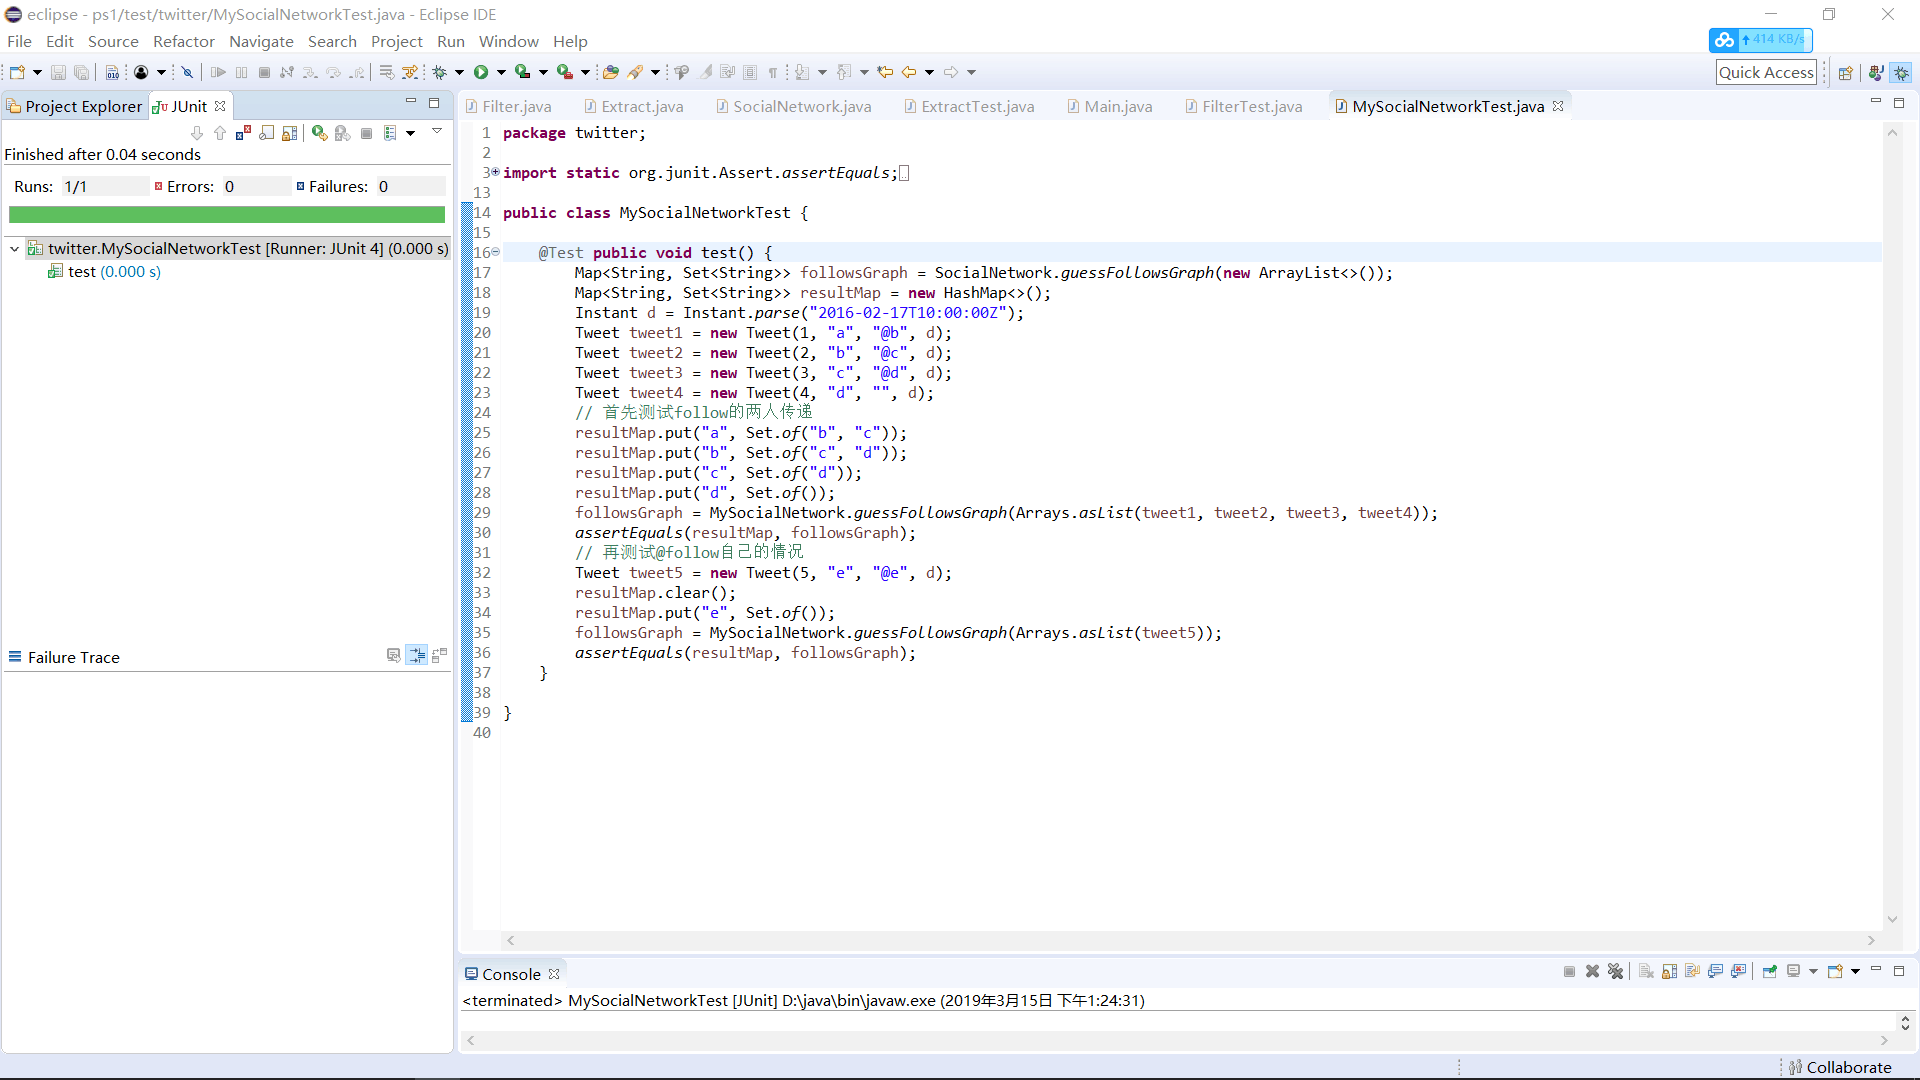 eclipse - ps1/test/twitter/MySocialNetworkTest.java - Eclipse IDE
File Edit Source Refactor Navigate Search Project Run Window Help
414 KB/s
Quick Access
Project Explorer JUnit
Finished after 0.04 seconds
Runs: 1/1 Errors: 0 Failures: 0
twitter.MySocialNetworkTest [Runner: JUnit 4] (0.000 s)
test (0.000 s)
Failure Trace
Filter.java Extract.java SocialNetwork.java ExtractTest.java Main.java FilterTest.java MySocialNetworkTest.java
1 package twitter;
2
3 import static org.junit.Assert.assertEquals;
13
14 public class MySocialNetworkTest {
15
16 @Test public void test() {
17 Map<String, Set<String>> followsGraph = SocialNetwork.guessFollowsGraph(new ArrayList<>());
18 Map<String, Set<String>> resultMap = new HashMap<>();
19 Instant d = Instant.parse("2016-02-17T10:00:00Z");
20 Tweet tweet1 = new Tweet(1, "a", "@b", d);
21 Tweet tweet2 = new Tweet(2, "b", "@c", d);
22 Tweet tweet3 = new Tweet(3, "c", "@d", d);
23 Tweet tweet4 = new Tweet(4, "d", "", d);
24 // 首先测试follow的两人传递
25 resultMap.put("a", Set.of("b", "c"));
26 resultMap.put("b", Set.of("c", "d"));
27 resultMap.put("c", Set.of("d"));
28 resultMap.put("d", Set.of());
29 followsGraph = MySocialNetwork.guessFollowsGraph(Arrays.asList(tweet1, tweet2, tweet3, tweet4));
30 assertEquals(resultMap, followsGraph);
31 // 再测试@follow自己的情况
32 Tweet tweet5 = new Tweet(5, "e", "@e", d);
33 resultMap.clear();
34 resultMap.put("e", Set.of());
35 followsGraph = MySocialNetwork.guessFollowsGraph(Arrays.asList(tweet5));
36 assertEquals(resultMap, followsGraph);
37 }
38
39 }
40
Console
<terminated> MySocialNetworkTest [JUnit] D:\java\bin\javaw.exe (2019年3月15日 下午1:24:31)
Collaborate